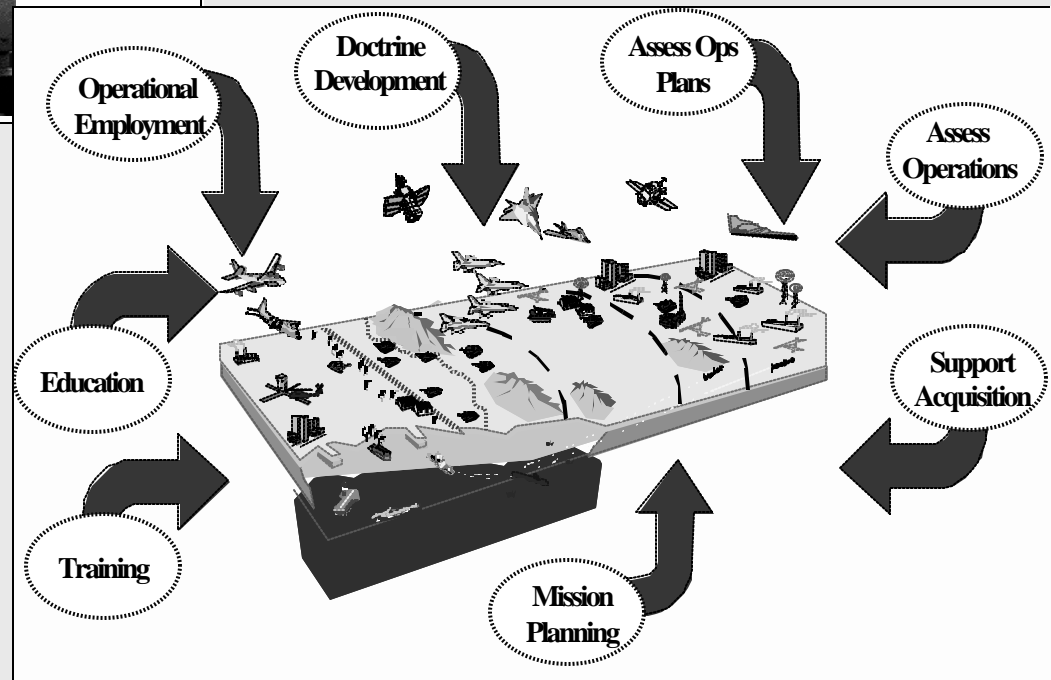 Operational
Employment
Doctrine
Development
Assess Ops
Plans
Assess
Operations
Education
Support
Acquisition
Training
Mission
Planning